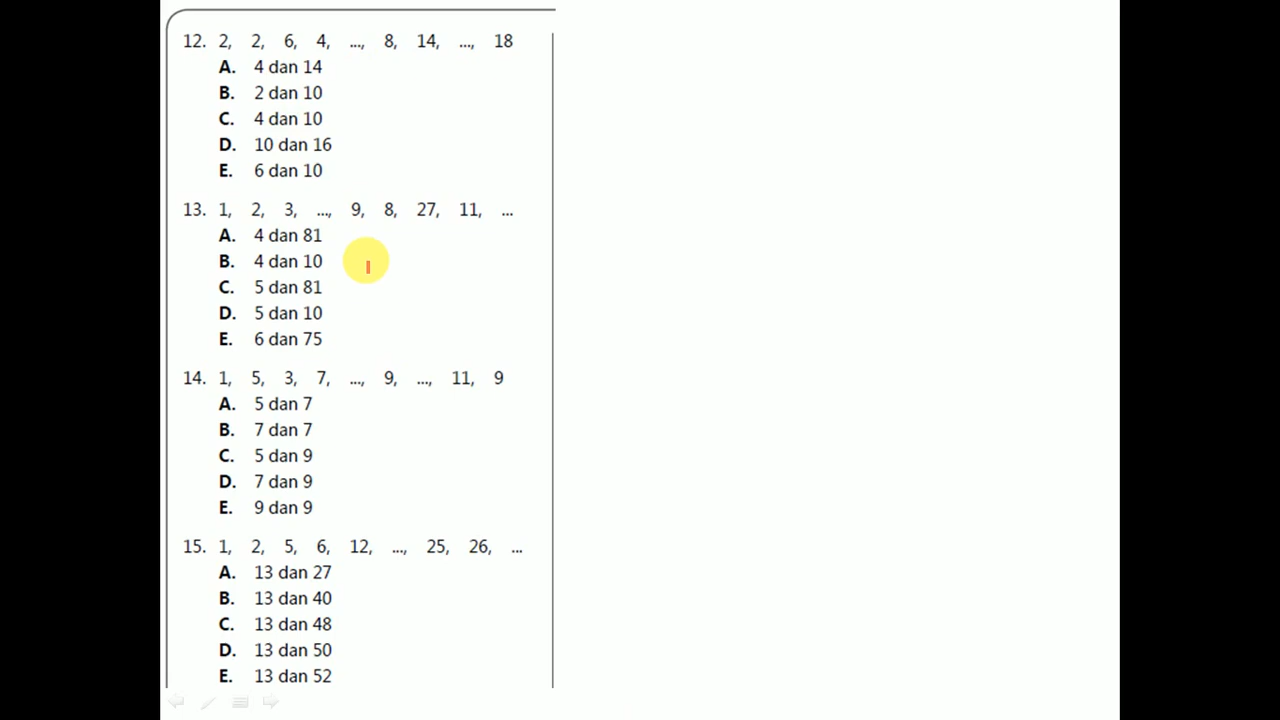 12. 2, 2, 6, 4, ..., 8, 14, ..., 18
A. 4 dan 14
B. 2 dan 10
C. 4 dan 10
D. 10 dan 16
E. 6 dan 10
13. 1, 2, 3, ..., 9, 8, 27, 11, ...
A. 4 dan 81
B. 4 dan 10
C. 5 dan 81
D. 5 dan 10
E. 6 dan 75
14. 1, 5, 3, 7, ..., 9, ..., 11, 9
A. 5 dan 7
B. 7 dan 7
C. 5 dan 9
D. 7 dan 9
E. 9 dan 9
15. 1, 2, 5, 6, 12, ..., 25, 26, ...
A. 13 dan 27
B. 13 dan 40
C. 13 dan 48
D. 13 dan 50
E. 13 dan 52